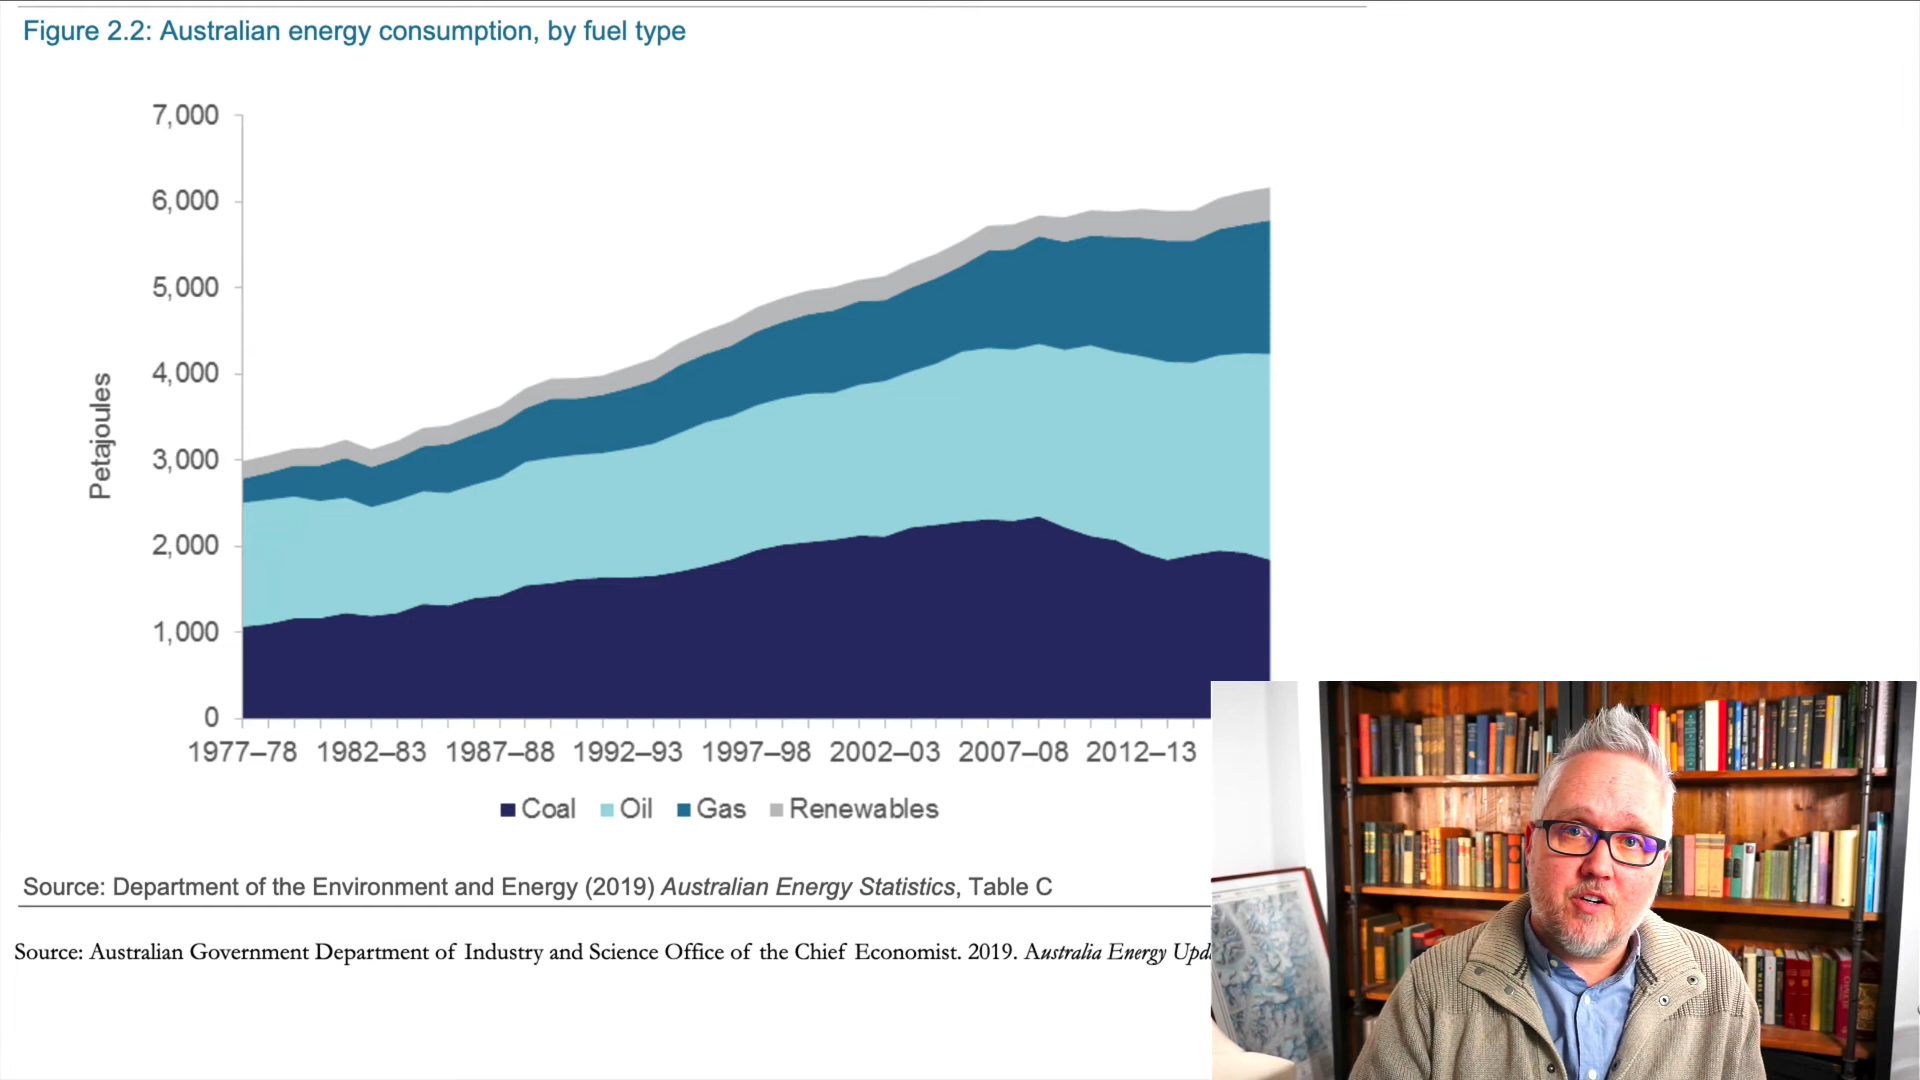 Figure 2.2: Australian energy consumption, by fuel type
7,000
6,000
5,000
4,000
3,000
2,000
1,000
0
Petajoules
1977–78 1982–83 1987–88 1992–93 1997–98 2002–03 2007–08 2012–13
Coal Oil Gas Renewables
Source: Department of the Environment and Energy (2019) Australian Energy Statistics, Table C
Source: Australian Government Department of Industry and Science Office of the Chief Economist. 2019. Australia Energy